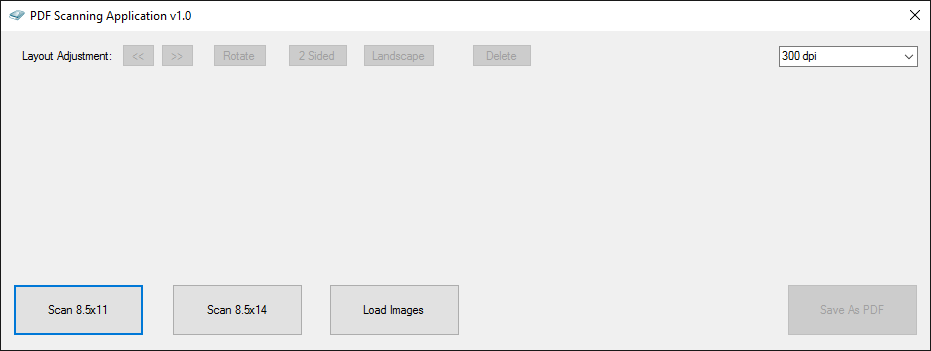 PDF Scanning Application v1.0
Layout Adjustment: << >> Rotate 2 Sided Landscape Delete 300 dpi
Scan 8.5x11 Scan 8.5x14 Load Images Save As PDF